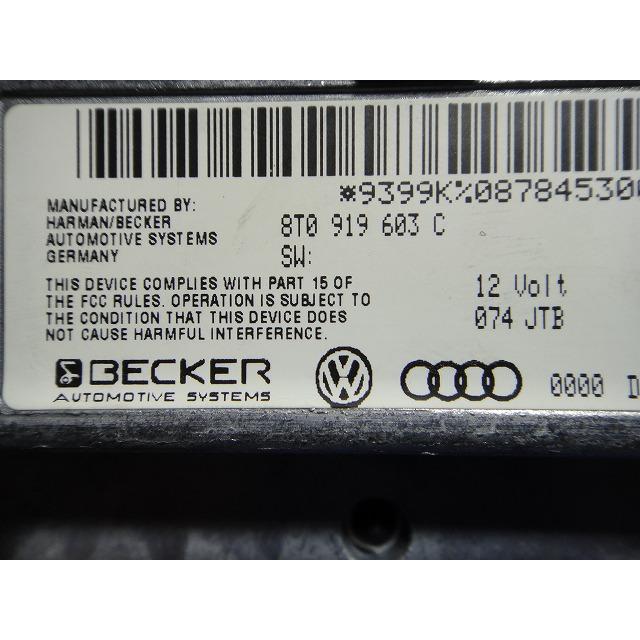 *9399K%0878453000
MANUFACTURED BY:
HARMAN/BECKER
AUTOMOTIVE SYSTEMS
GERMANY
8T0 919 603 C
SW:
THIS DEVICE COMPLIES WITH PART 15 OF
THE FCC RULES. OPERATION IS SUBJECT TO
THE CONDITION THAT THIS DEVICE DOES
NOT CAUSE HARMFUL INTERFERENCE.
12 Volt
074 JTB
BECKER
AUTOMOTIVE SYSTEMS
0000 D